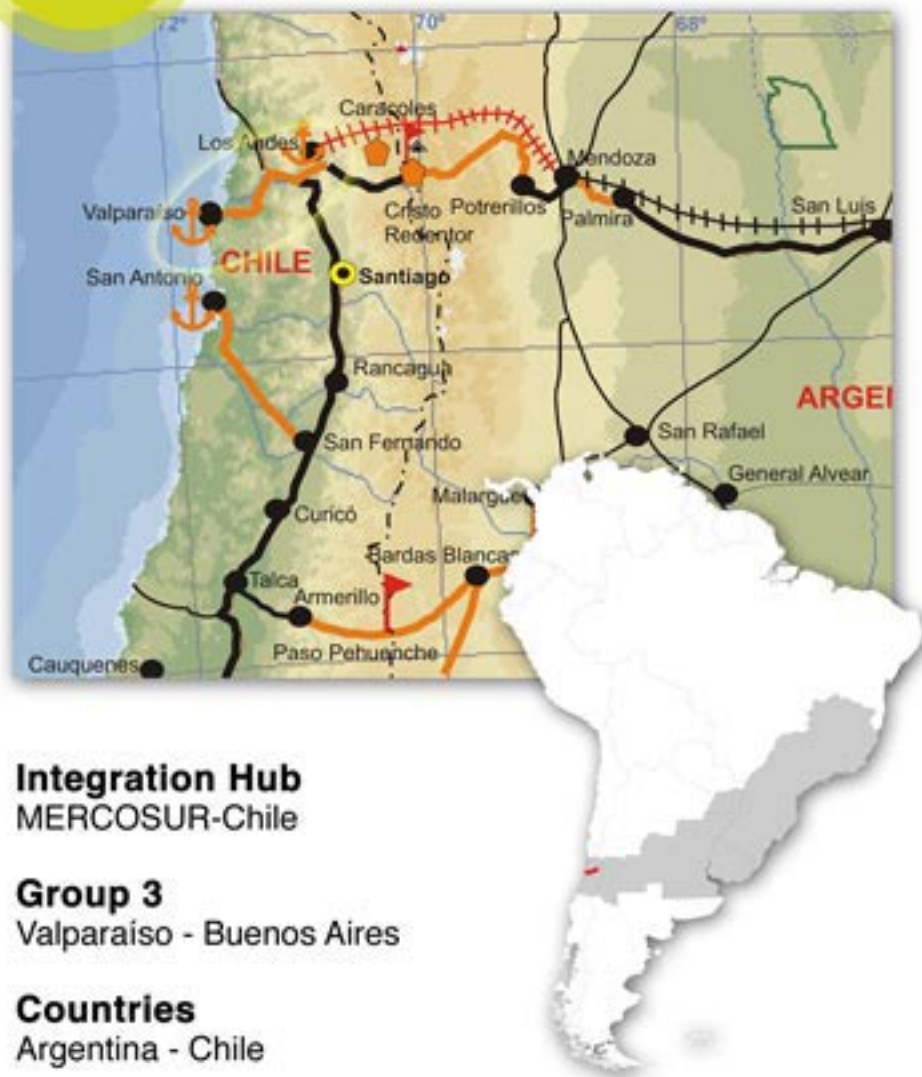 72°
70°
68°
Caracoles
Los Andes
Mendoza
Valparaíso
Cristo
Redentor
Potrerillos
Palmira
San Luis
CHILE
San Antonio
Santiago
Rancagua
ARGEI
San Fernando
San Rafael
General Alvear
Malargue
Curicó
Bardas Blancas
Talca
Armerillo
Paso Pehuenche
Cauquenes
Integration Hub
MERCOSUR-Chile
Group 3
Valparaiso - Buenos Aires
Countries
Argentina - Chile